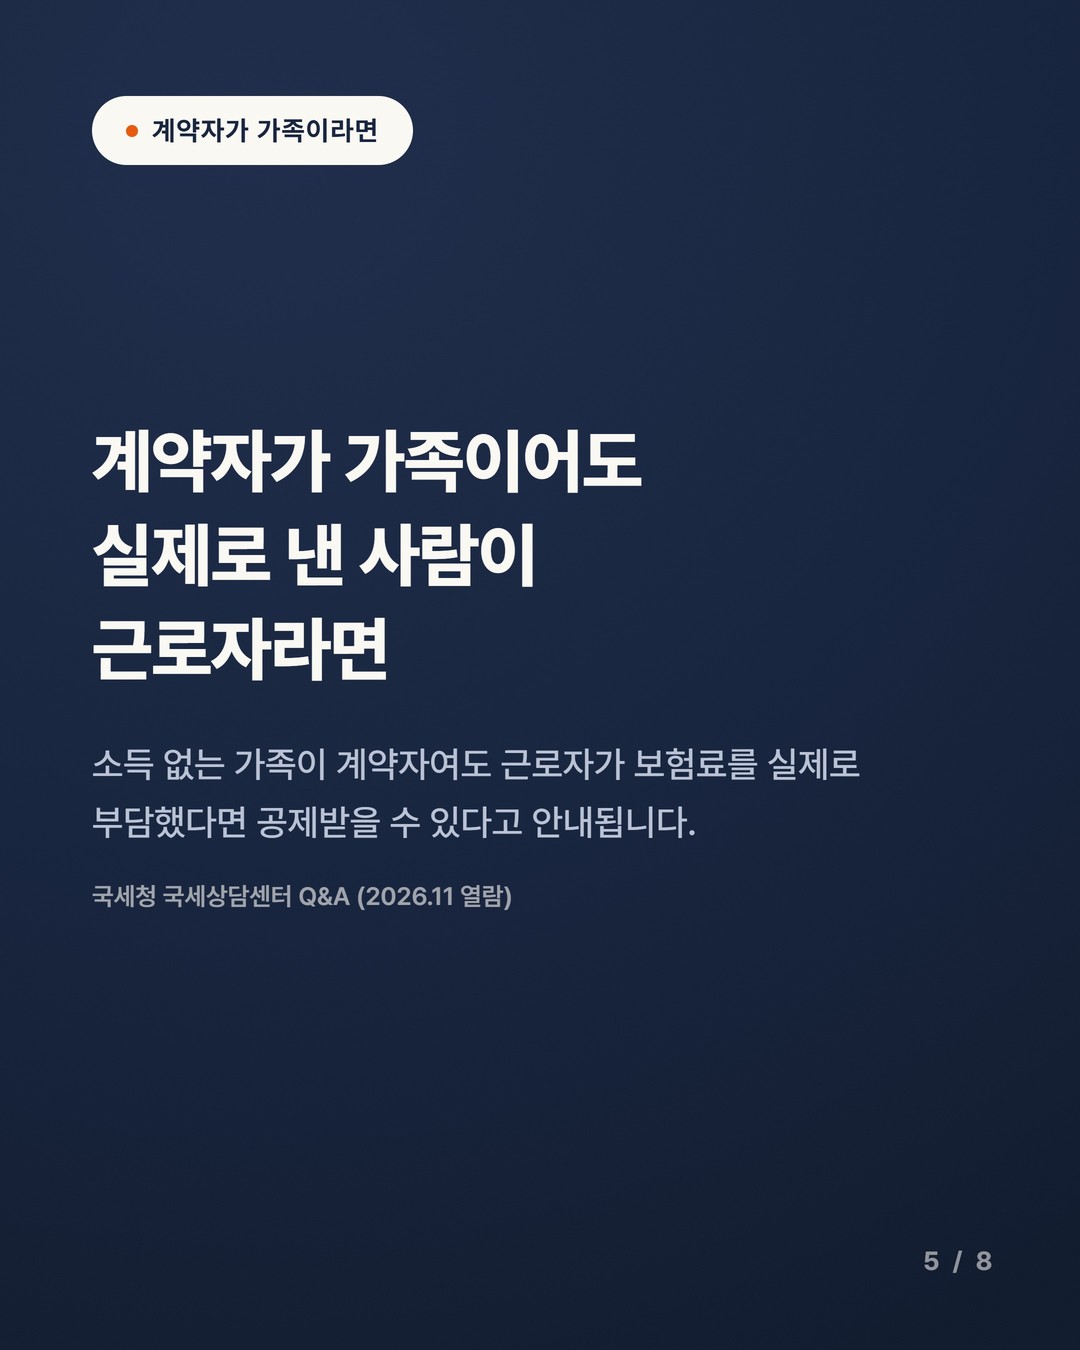 계약자가 가족이라면
계약자가 가족이어도
실제로 낸 사람이
근로자라면
소득 없는 가족이 계약자여도 근로자가 보험료를 실제로
부담했다면 공제받을 수 있다고 안내됩니다.
국세청 국세상담센터 Q&A (2026.11 열람)
5 / 8